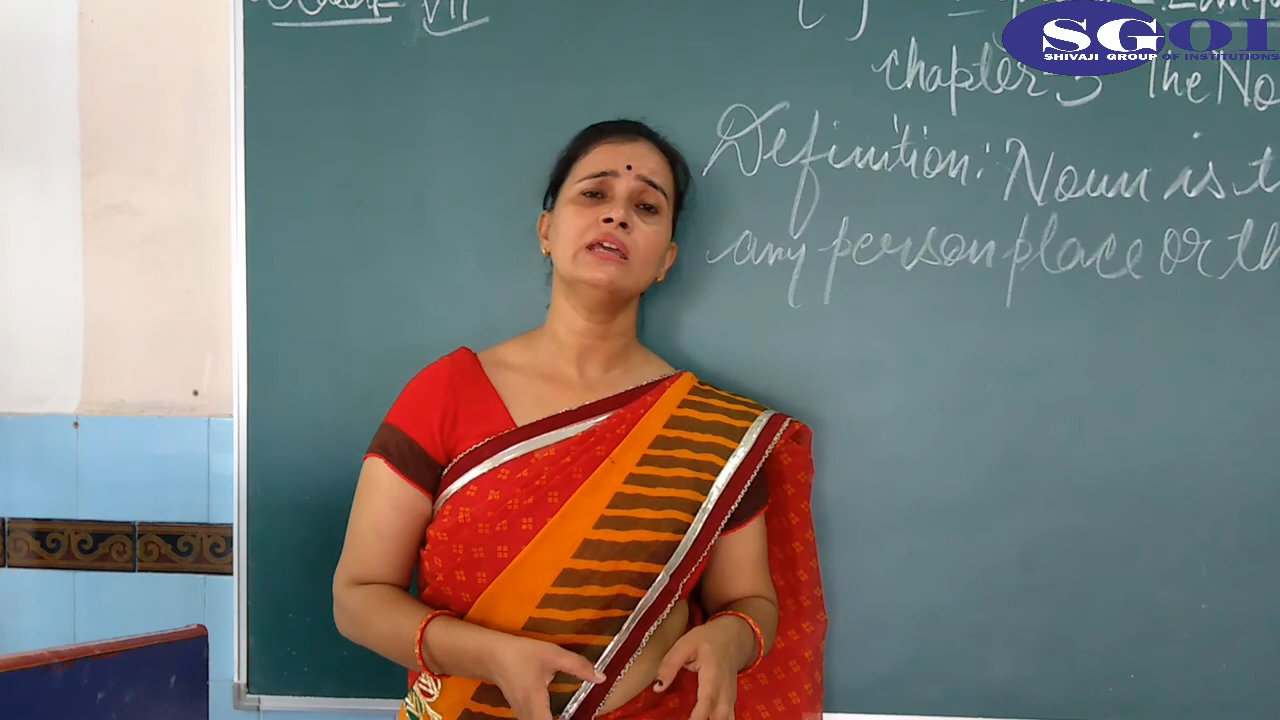 VII
SGOI
SHIVAJI GROUP OF INSTITUTIONS
chapter-3 The No
Definition: Noun is t
any person place or th